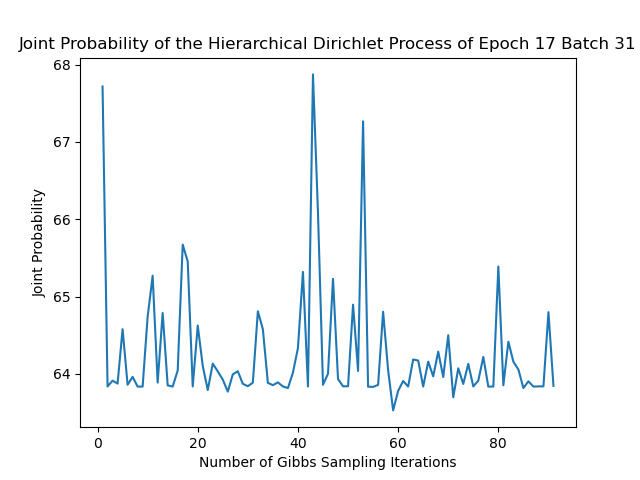 Joint Probability of the Hierarchical Dirichlet Process of Epoch 17 Batch 31
68
67
66
65
64
Joint Probability
0 20 40 60 80
Number of Gibbs Sampling Iterations